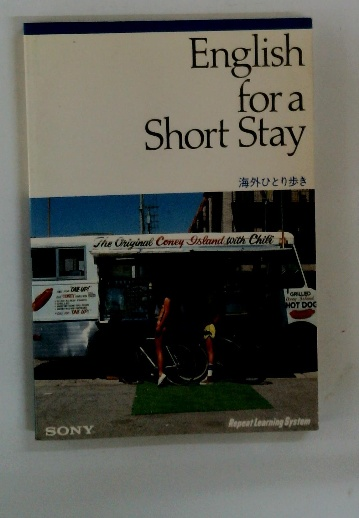 English
for a
Short Stay
海外ひとり歩き
The Original Coney Island with Chili
GRILLED
HOT DOG
Repeat Learning System
SONY